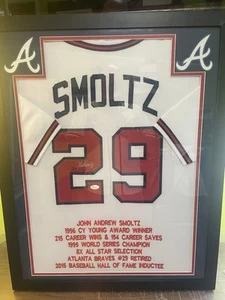 A A
SMOLTZ
29
JOHN ANDREW SMOLTZ
1996 CY YOUNG AWARD WINNER
215 CAREER WINS & 154 CAREER SAVES
1995 WORLD SERIES CHAMPION
8X ALL STAR SELECTION
ATLANTA BRAVES #29 RETIRED
2015 BASEBALL HALL OF FAME INDUCTEE